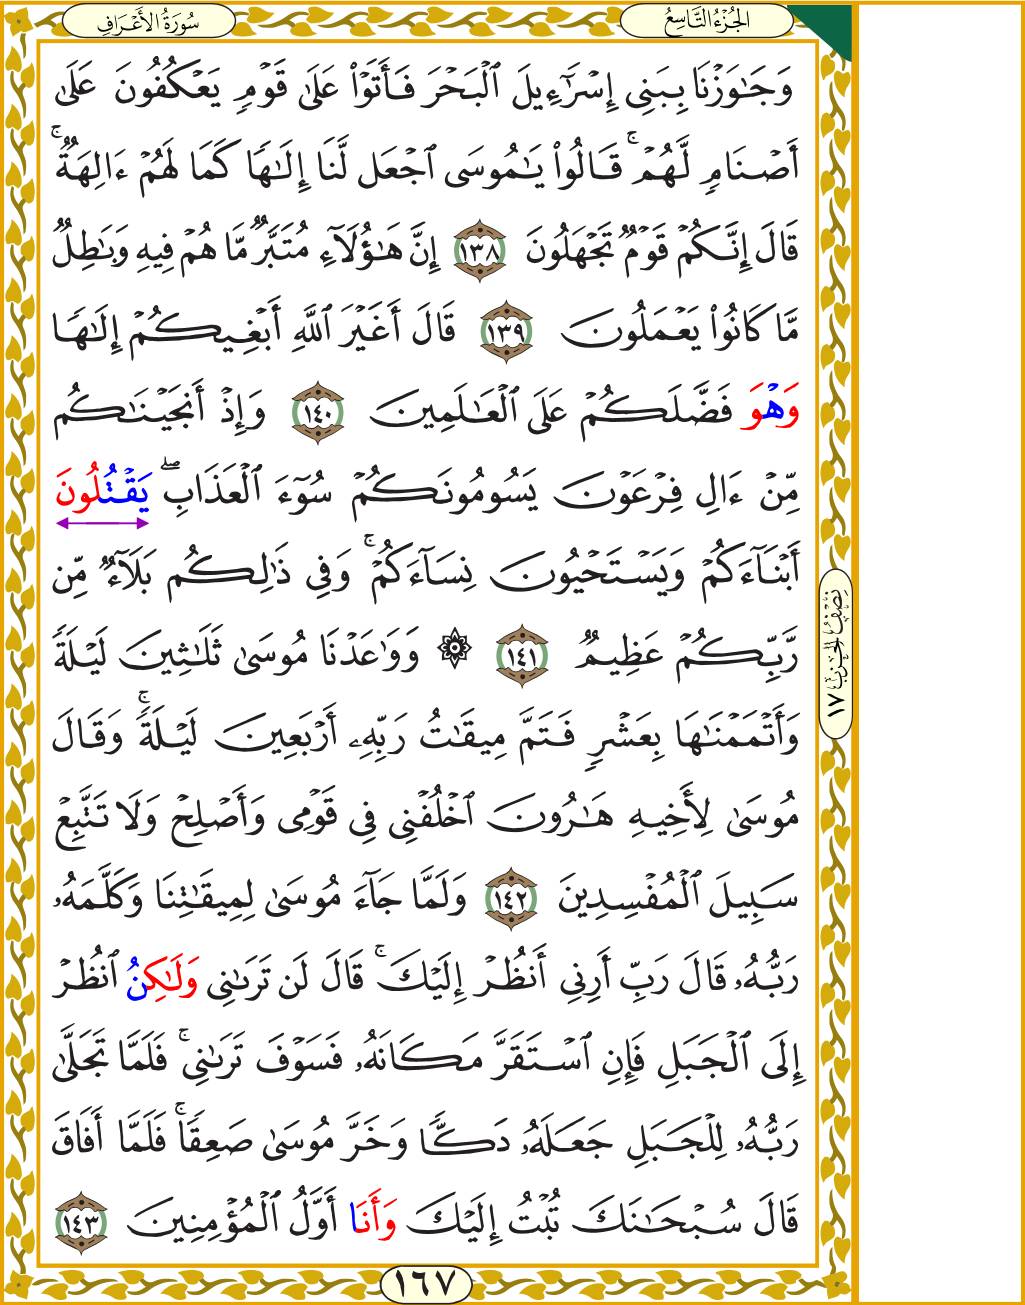 سُورَةُ الأَعْرَافِ
الجُزْءُ التَّاسِعُ
وَجَٰوَزْنَا بِبَنِىٓ إِسْرَٰٓءِيلَ ٱلْبَحْرَ فَأَتَوْا۟ عَلَىٰ قَوْمٍ يَعْكُفُونَ عَلَىٰٓ
أَصْنَامٍ لَّهُمْ ۚ قَالُوا۟ يَٰمُوسَى ٱجْعَل لَّنَآ إِلَٰهًا كَمَا لَهُمْ ءَالِهَةٌ ۚ
قَالَ إِنَّكُمْ قَوْمٌ تَجْهَلُونَ ١٣٨ إِنَّ هَٰٓؤُلَآءِ مُتَبَّرٌ مَّا هُمْ فِيهِ وَبَٰطِلٌ
مَّا كَانُوا۟ يَعْمَلُونَ ١٣٩ قَالَ أَغَيْرَ ٱللَّهِ أَبْغِيكُمْ إِلَٰهًا
وَهْوَ فَضَّلَكُمْ عَلَى ٱلْعَٰلَمِينَ ١٤٠ وَإِذْ أَنجَيْنَٰكُم
مِّنْ ءَالِ فِرْعَوْنَ يَسُومُونَكُمْ سُوٓءَ ٱلْعَذَابِ ۖ يَقْتُلُونَ
أَبْنَآءَكُمْ وَيَسْتَحْيُونَ نِسَآءَكُمْ ۚ وَفِى ذَٰلِكُم بَلَآءٌ مِّن
رَّبِّكُمْ عَظِيمٌ ١٤١ ۞ وَوَٰعَدْنَا مُوسَىٰ ثَلَٰثِينَ لَيْلَةً
وَأَتْمَمْنَٰهَا بِعَشْرٍ فَتَمَّ مِيقَٰتُ رَبِّهِۦٓ أَرْبَعِينَ لَيْلَةً ۚ وَقَالَ
مُوسَىٰ لِأَخِيهِ هَٰرُونَ ٱخْلُفْنِى فِى قَوْمِى وَأَصْلِحْ وَلَا تَتَّبِعْ
سَبِيلَ ٱلْمُفْسِدِينَ ١٤٢ وَلَمَّا جَآءَ مُوسَىٰ لِمِيقَٰتِنَا وَكَلَّمَهُۥ
رَبُّهُۥ قَالَ رَبِّ أَرِنِىٓ أَنظُرْ إِلَيْكَ ۚ قَالَ لَن تَرَىٰنِى وَلَٰكِنُ ٱنظُرْ
إِلَى ٱلْجَبَلِ فَإِنِ ٱسْتَقَرَّ مَكَانَهُۥ فَسَوْفَ تَرَىٰنِى ۚ فَلَمَّا تَجَلَّىٰ
رَبُّهُۥ لِلْجَبَلِ جَعَلَهُۥ دَكًّا وَخَرَّ مُوسَىٰ صَعِقًا ۚ فَلَمَّآ أَفَاقَ
قَالَ سُبْحَٰنَكَ تُبْتُ إِلَيْكَ وَأَنَا أَوَّلُ ٱلْمُؤْمِنِينَ ١٤٣
نِصْفُ الحِزْبِ ١٧
١٦٧